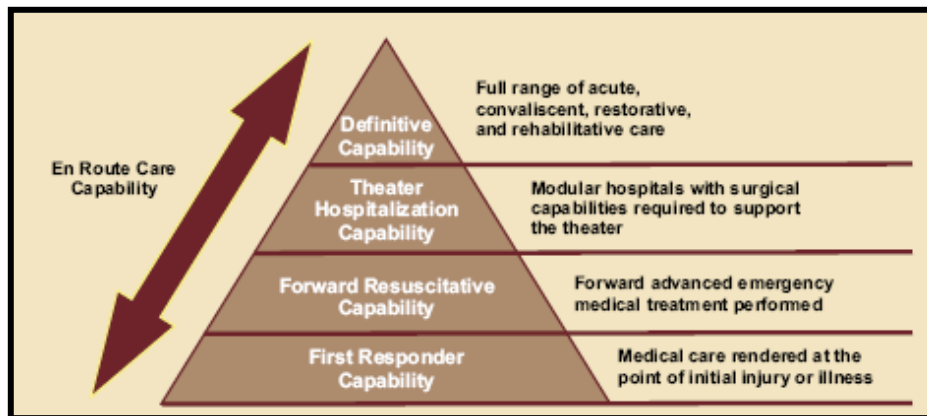 Full range of acute,
convaliscent, restorative,
and rehabilitative care
Definitive
Capability
En Route Care
Capability
Theater
Hospitalization
Capability
Modular hospitals with surgical
capabilities required to support
the theater
Forward Resuscitative
Capability
Forward advanced emergency
medical treatment performed
First Responder
Capability
Medical care rendered at the
point of initial injury or illness